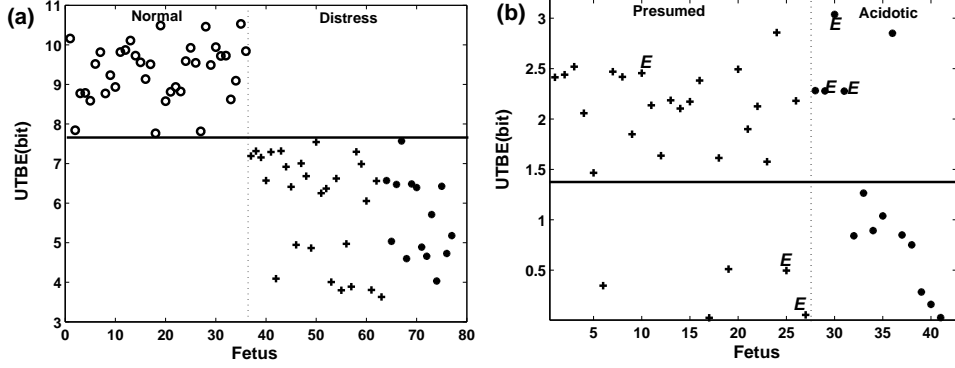 (a)
Normal
Distress
UTBE(bit)
11
10
9
8
7
6
5
4
3
0
10
20
30
40
50
60
70
80
Fetus
(b)
Presumed
Acidotic
UTBE(bit)
3
2.5
2
1.5
1
0.5
E
E
E
E
E
E
5
10
15
20
25
30
35
40
Fetus